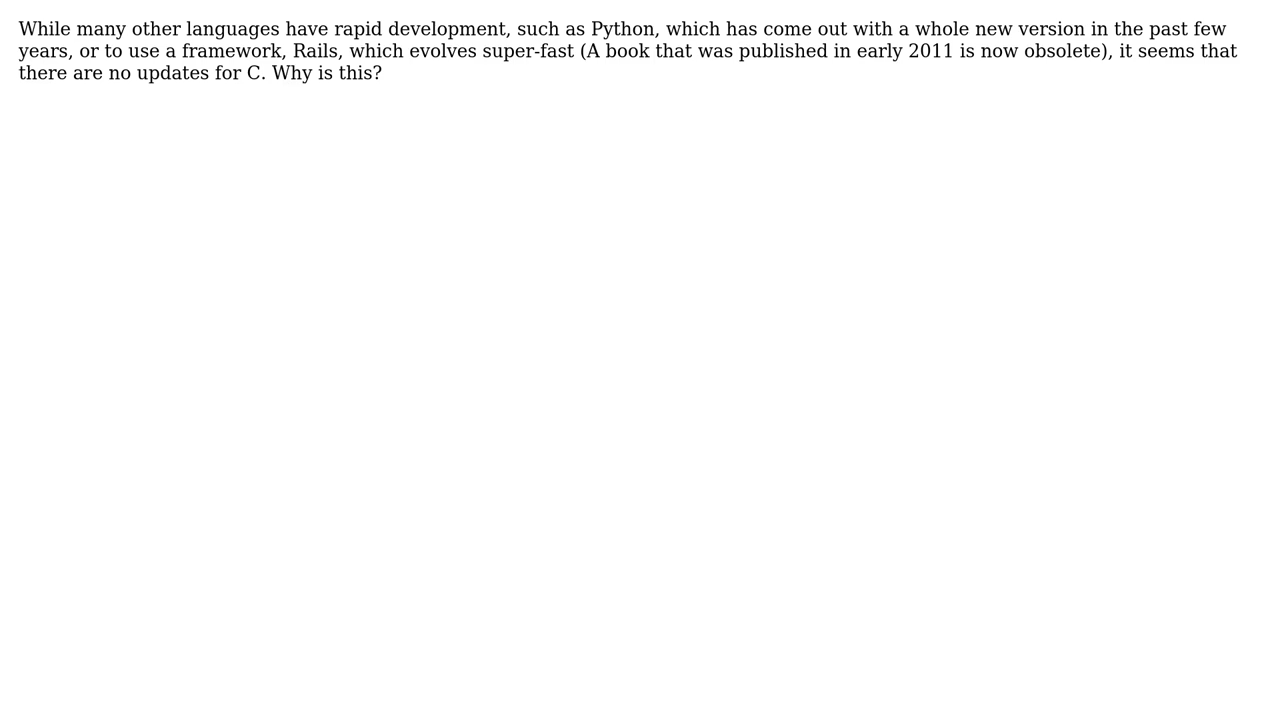 While many other languages have rapid development, such as Python, which has come out with a whole new version in the past few
years, or to use a framework, Rails, which evolves super-fast (A book that was published in early 2011 is now obsolete), it seems that
there are no updates for C. Why is this?